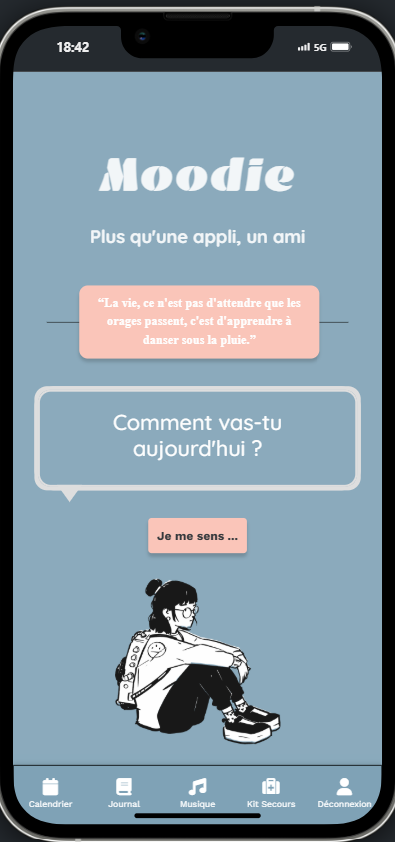 18:42
5G
Moodie
Plus qu'une appli, un ami
“La vie, ce n'est pas d'attendre que les
orages passent, c'est d'apprendre à
danser sous la pluie.”
Comment vas-tu
aujourd'hui ?
Je me sens ...
Calendrier
Journal
Musique
Kit Secours
Déconnexion